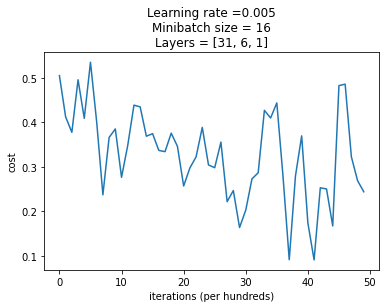 Learning rate =0.005
Minibatch size = 16
Layers = [31, 6, 1]
cost
0.5
0.4
0.3
0.2
0.1
0 10 20 30 40 50
iterations (per hundreds)